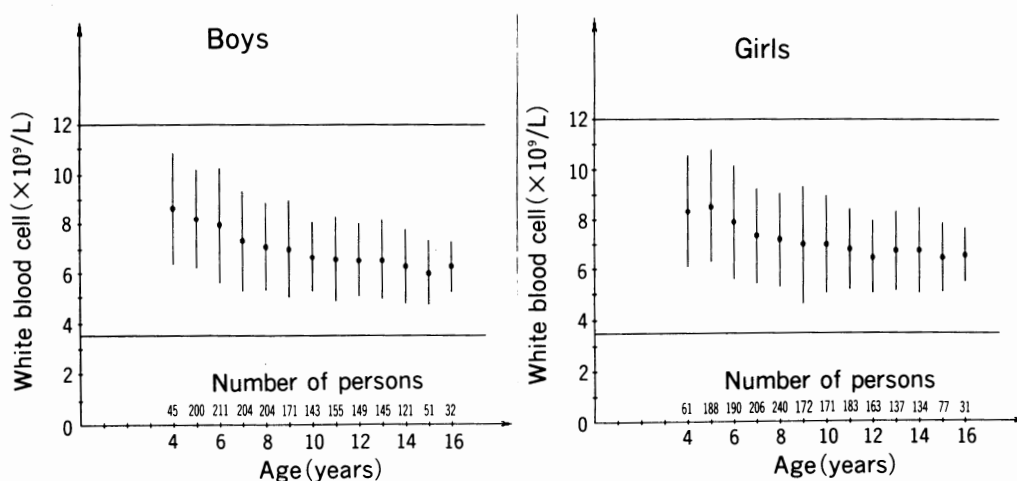 Boys
White blood cell (×10⁹/L)
12
10
8
6
4
2
0
Number of persons
45 200 211 204 204 171 143 155 149 145 121 51 32
4 6 8 10 12 14 16
Age (years)
Girls
White blood cell (×10⁹/L)
12
10
8
6
4
2
0
Number of persons
61 188 190 206 240 172 171 183 163 137 134 77 31
4 6 8 10 12 14 16
Age (years)